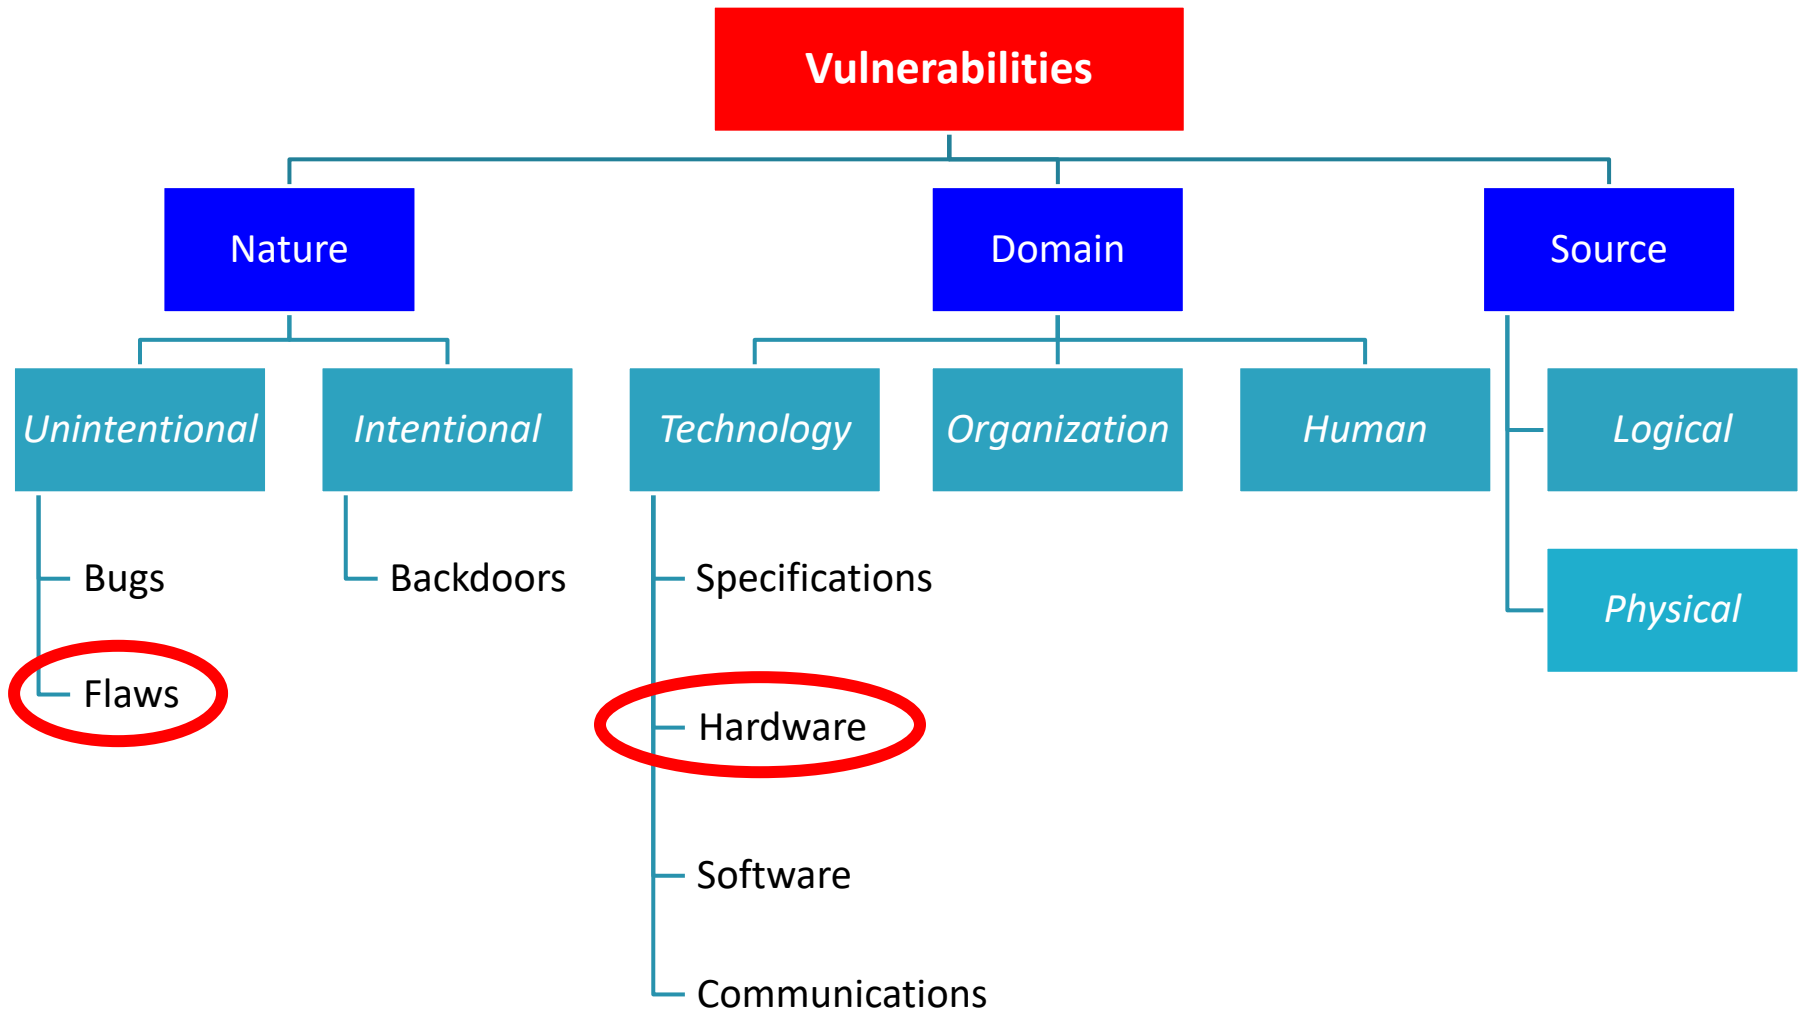 Vulnerabilities
Nature
Domain
Source
Unintentional
Intentional
Technology
Organization
Human
Logical
Physical
Bugs
Flaws
Backdoors
Specifications
Hardware
Software
Communications